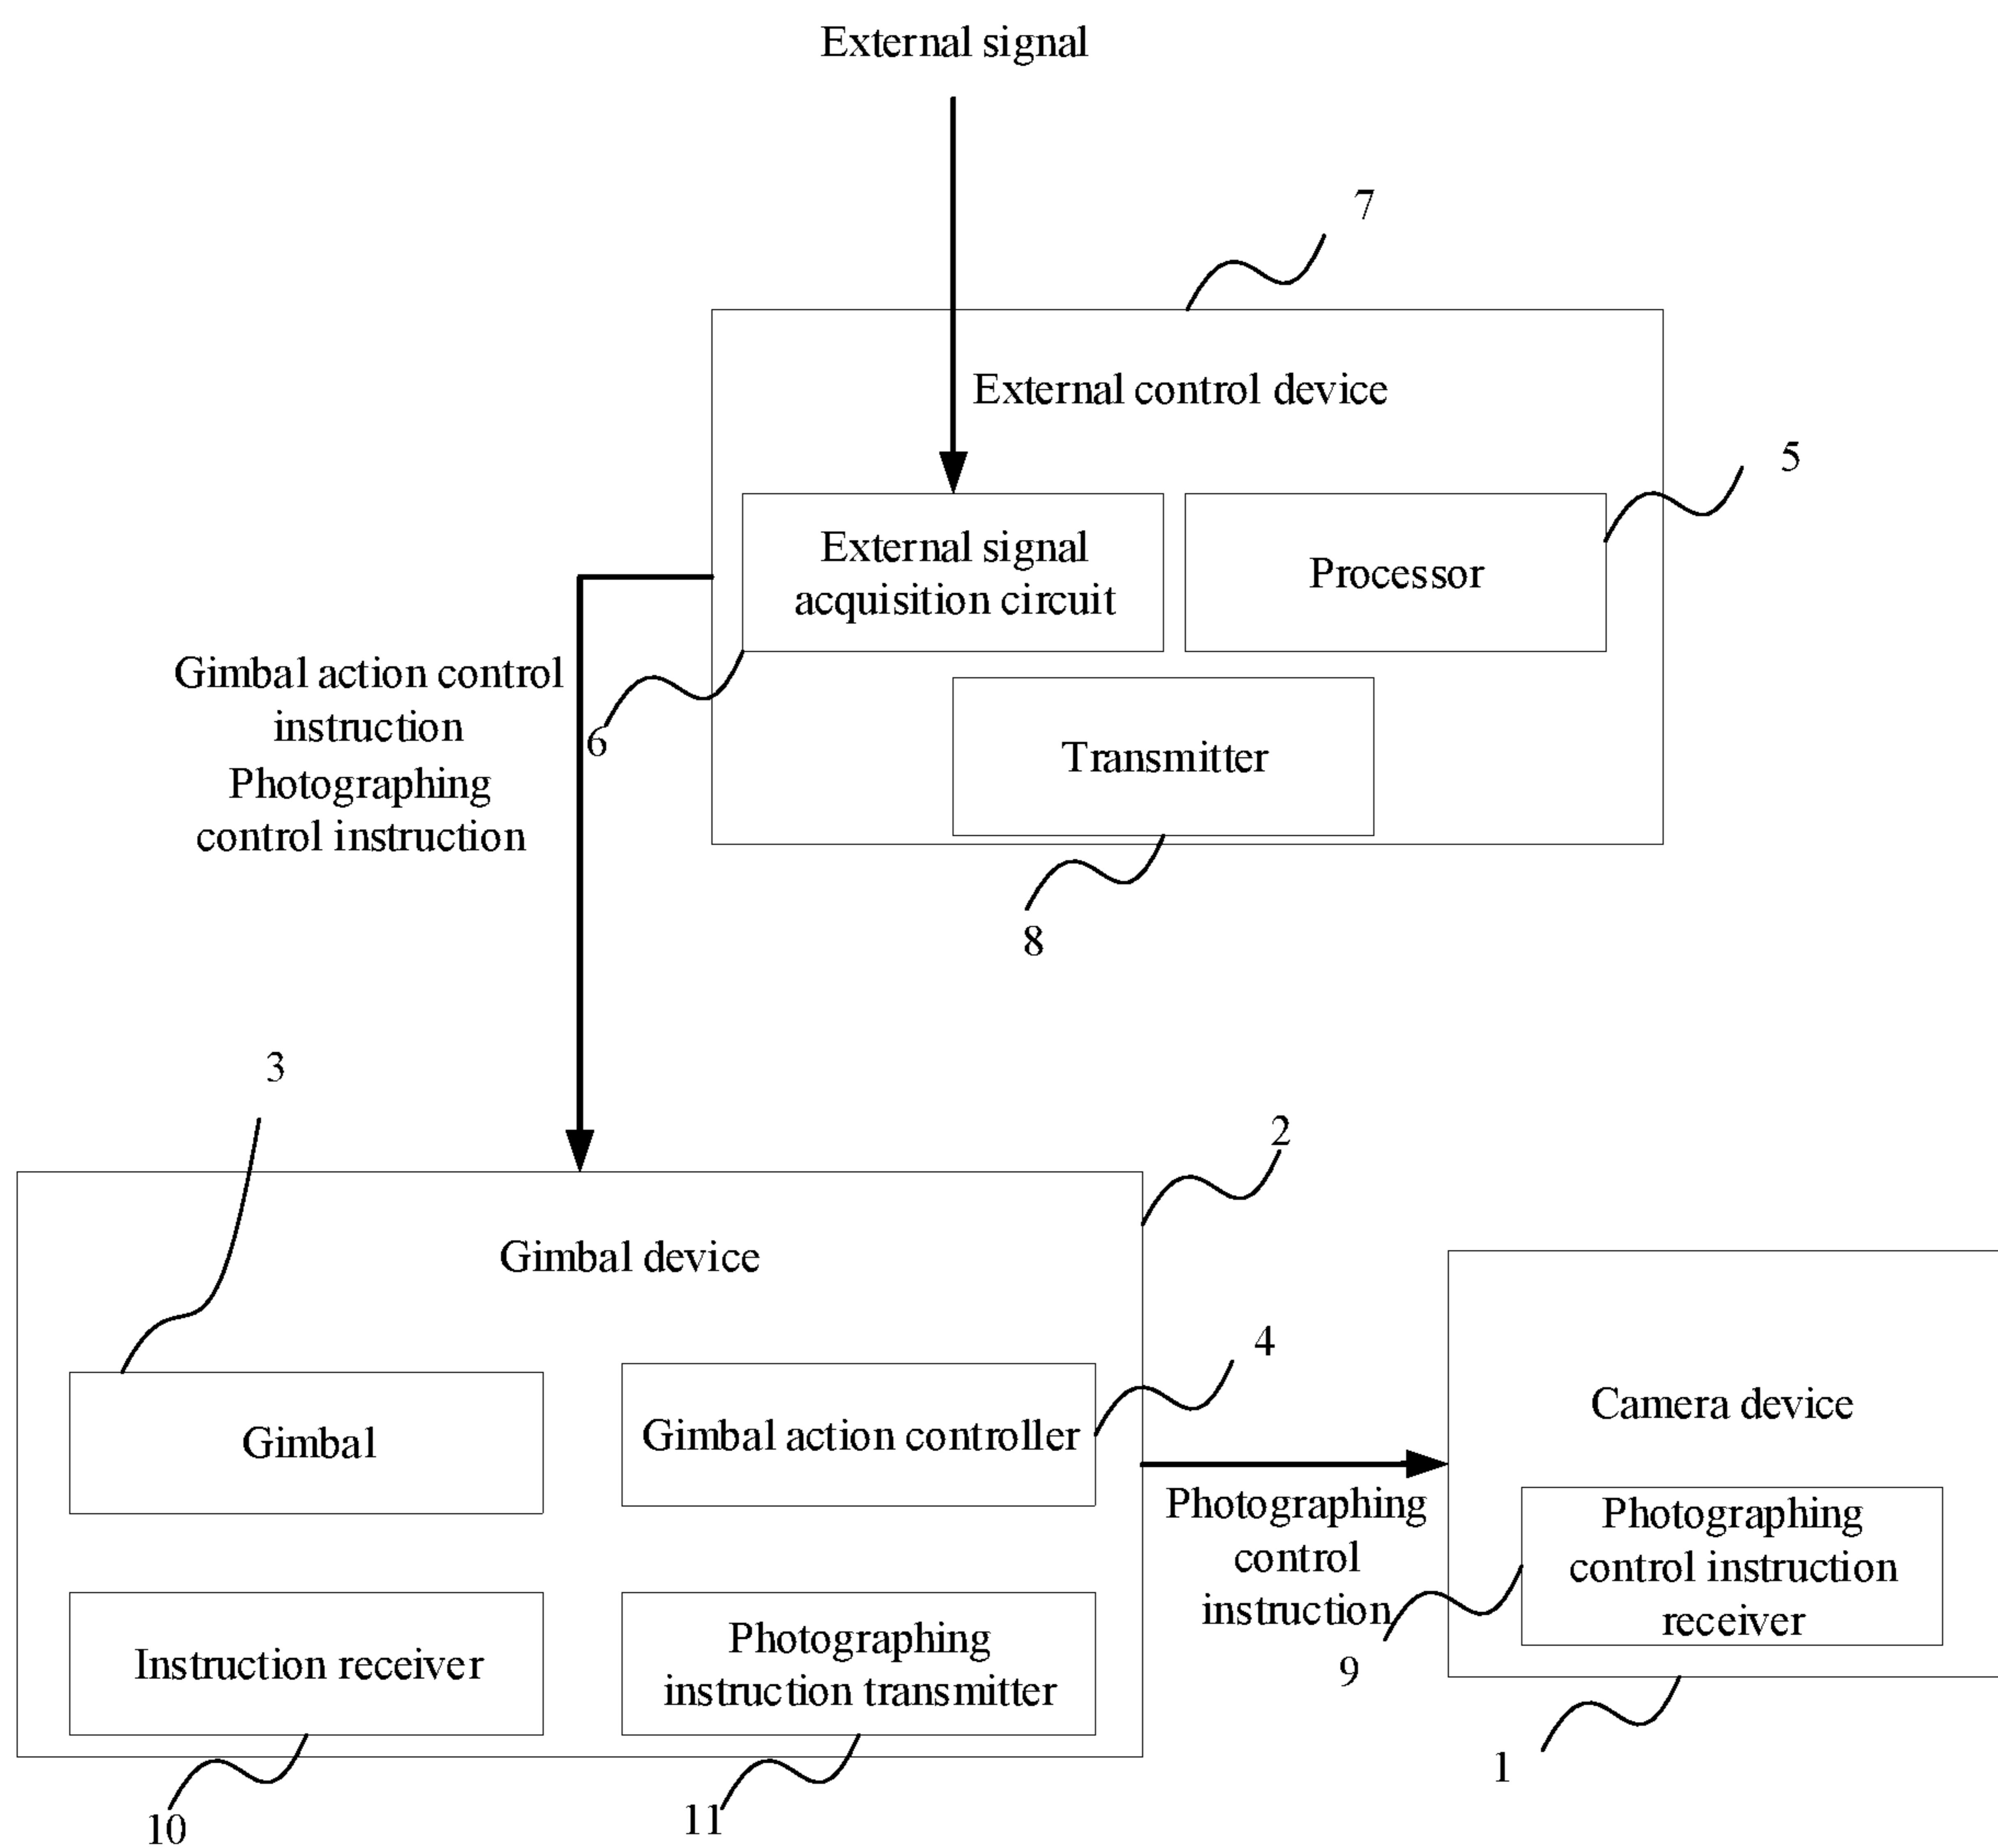 External signal
7
External control device
5
External signal
acquisition circuit
Processor
Gimbal action control
instruction
Photographing
control instruction
6
Transmitter
8
3
2
Gimbal device
4
Gimbal
Gimbal action controller
Camera device
Photographing
control
instruction
Photographing
control instruction
receiver
Instruction receiver
Photographing
instruction transmitter
9
1
10
11